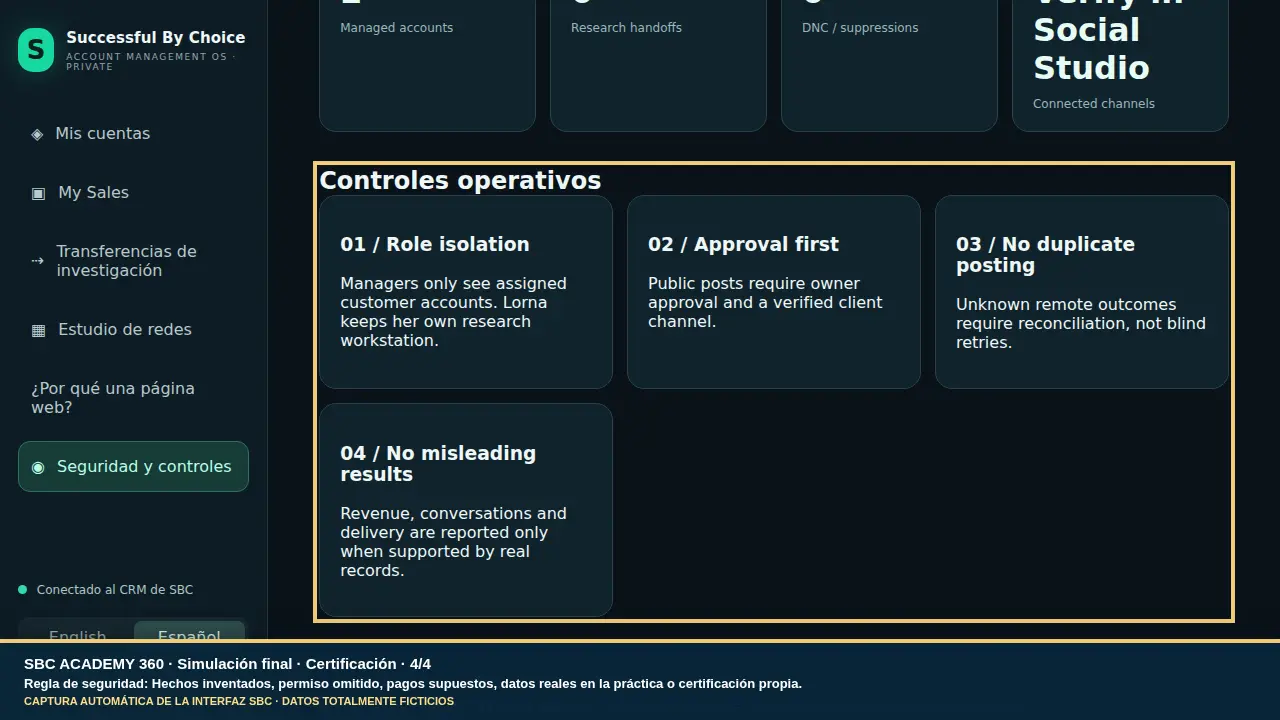 S
Successful By Choice
ACCOUNT MANAGEMENT OS ·
PRIVATE
◈ Mis cuentas
▣ My Sales
⇢ Transferencias de
investigación
▦ Estudio de redes
¿Por qué una página
web?
◉ Seguridad y controles
Conectado al CRM de SBC
English Español
Managed accounts
Research handoffs
DNC / suppressions
Verify in
Social
Studio
Connected channels
Controles operativos
01 / Role isolation
Managers only see assigned
customer accounts. Lorna
keeps her own research
workstation.
02 / Approval first
Public posts require owner
approval and a verified client
channel.
03 / No duplicate
posting
Unknown remote outcomes
require reconciliation, not blind
retries.
04 / No misleading
results
Revenue, conversations and
delivery are reported only
when supported by real
records.
SBC ACADEMY 360 · Simulación final · Certificación · 4/4
Regla de seguridad: Hechos inventados, permiso omitido, pagos supuestos, datos reales en la práctica o certificación propia.
CAPTURA AUTOMÁTICA DE LA INTERFAZ SBC · DATOS TOTALMENTE FICTICIOS